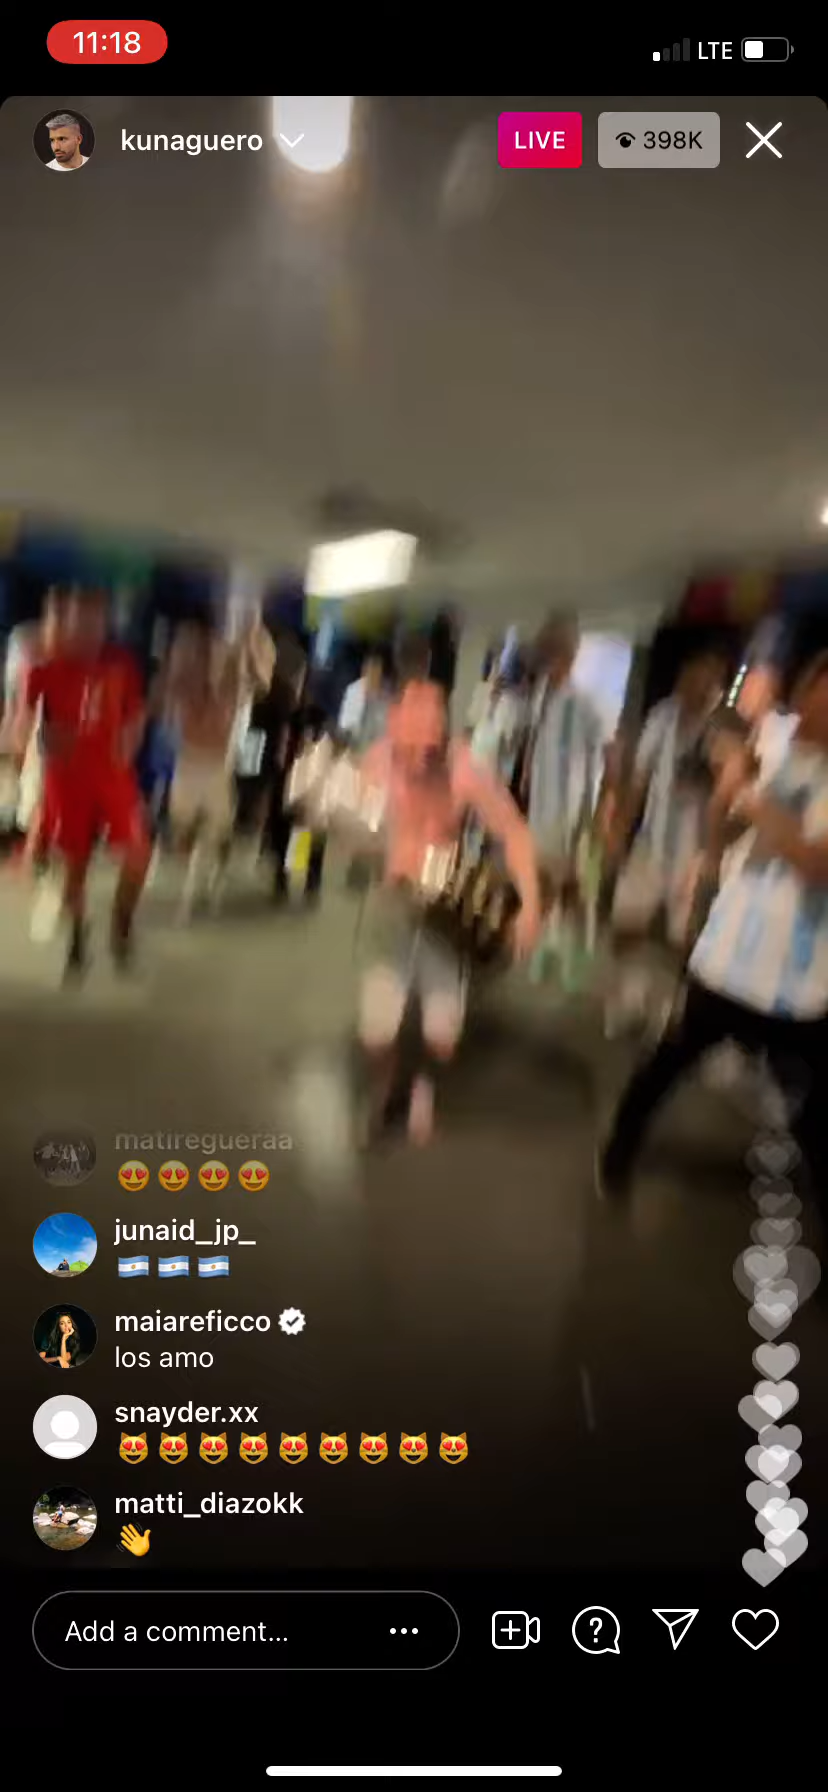 11:18
LTE
kunaguero
LIVE
398K
matiregueraa
😍😍😍😍
junaid_jp_
🇦🇷🇦🇷🇦🇷
maiareficco
los amo
snayder.xx
😻😻😻😻😻😻😻😻😻
matti_diazokk
👋
Add a comment...